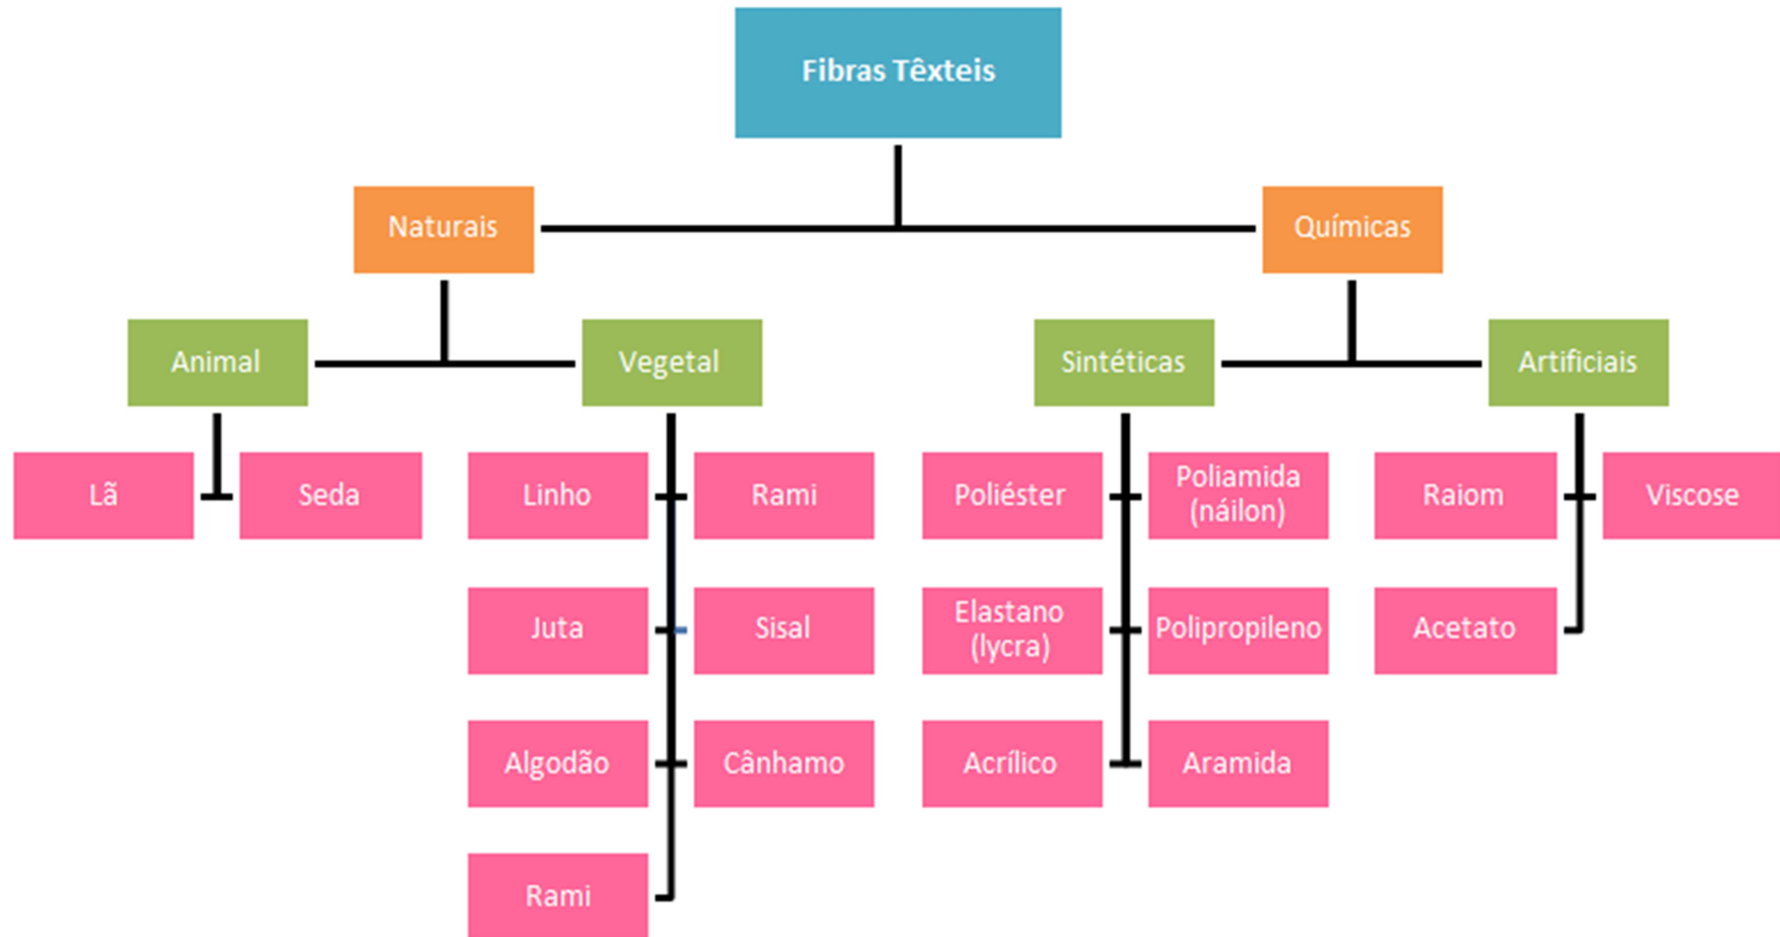 Fibras Têxteis
Naturais
Químicas
Animal
Vegetal
Sintéticas
Artificiais
Lã
Seda
Linho
Rami
Poliéster
Poliamida
(náilon)
Raiom
Viscose
Juta
Sisal
Elastano
(lycra)
Polipropileno
Acetato
Algodão
Cânhamo
Acrílico
Aramida
Rami